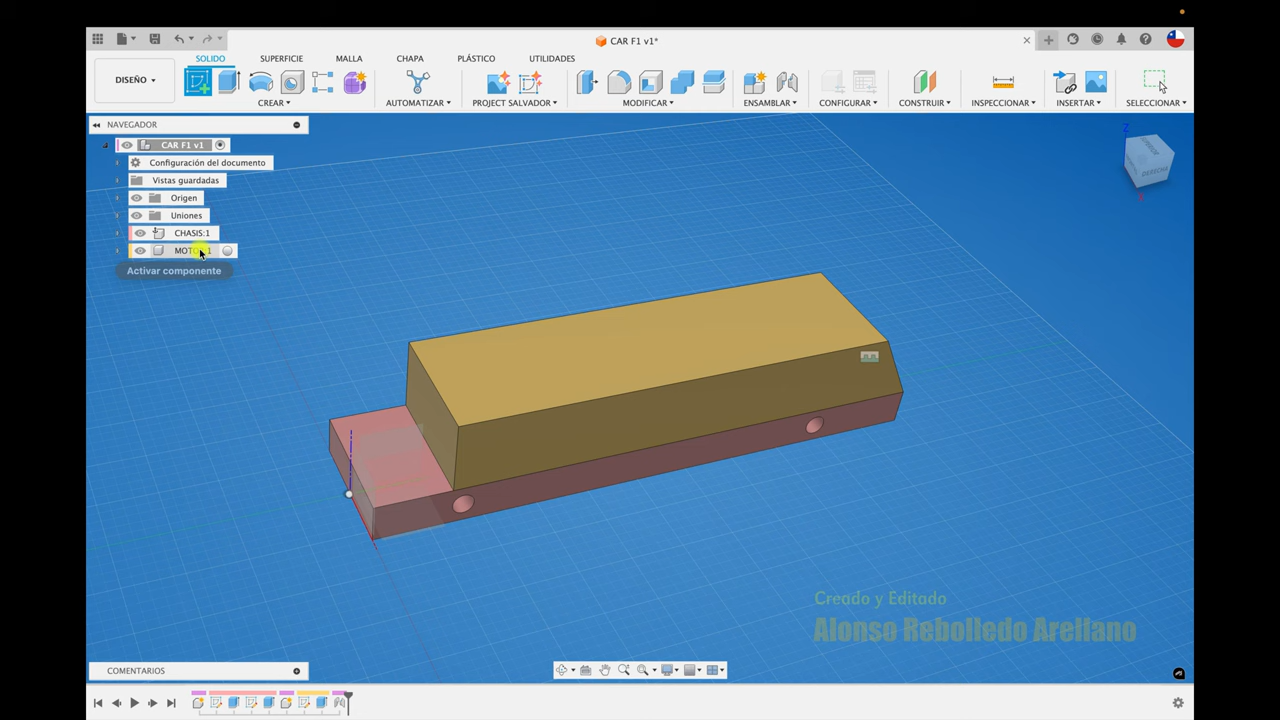 CAR F1 v1*
DISEÑO
SOLIDO
SUPERFICIE
MALLA
CHAPA
PLÁSTICO
UTILIDADES
CREAR
AUTOMATIZAR
PROJECT SALVADOR
MODIFICAR
ENSAMBLAR
CONFIGURAR
CONSTRUIR
INSPECCIONAR
INSERTAR
SELECCIONAR
NAVEGADOR
CAR F1 v1
Configuración del documento
Vistas guardadas
Origen
Uniones
CHASIS:1
Activar componente
Z
DERECHA
X
Creado y Editado
Alonso Rebolledo Arellano
COMENTARIOS